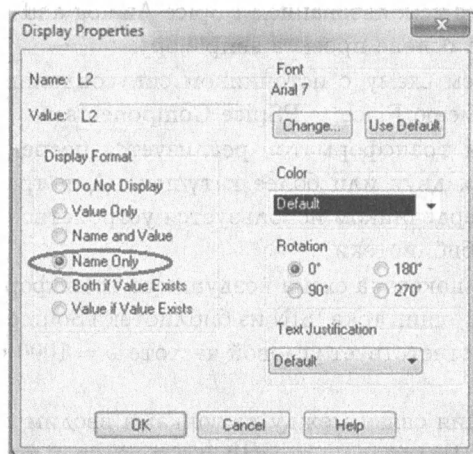 Display Properties
Name: L2
Value: L2
Display Format
Do Not Display
Value Only
Name and Value
Name Only
Both if Value Exists
Value if Value Exists
Font
Arial 7
Change...
Use Default
Color
Default
Rotation
0°
180°
90°
270°
Text Justification
Default
OK
Cancel
Help